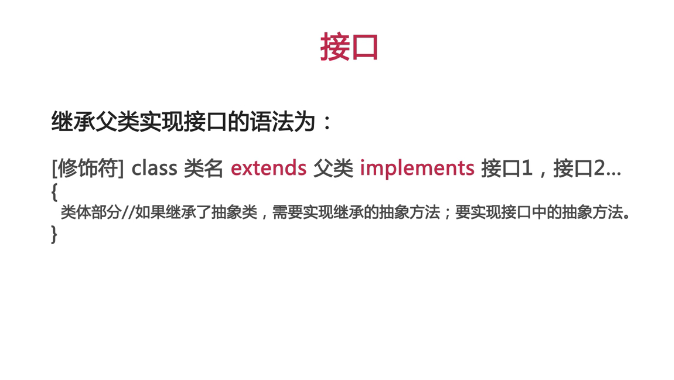 接口
继承父类实现接口的语法为：
[修饰符] class 类名 extends 父类 implements 接口1，接口2...
{
类体部分//如果继承了抽象类，需要实现继承的抽象方法；要实现接口中的抽象方法。
}